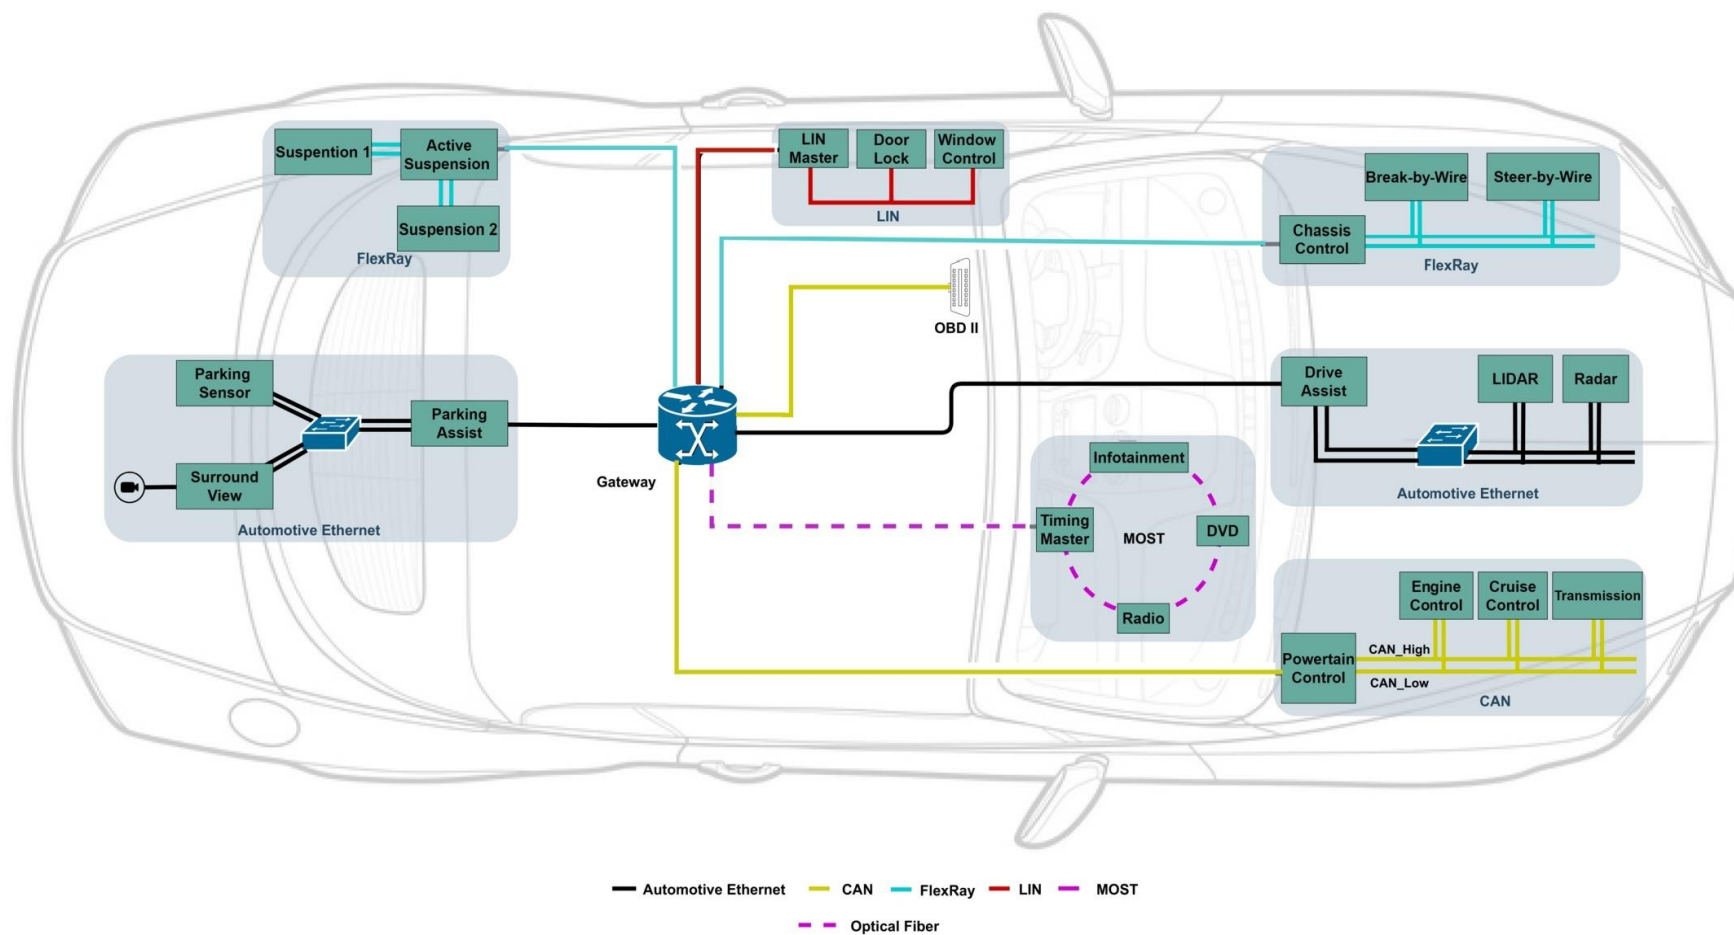 Suspention 1
Active
Suspension
Suspension 2
FlexRay
LIN
Master
Door
Lock
Window
Control
LIN
Break-by-Wire
Steer-by-Wire
Chassis
Control
FlexRay
OBD II
Parking
Sensor
Parking
Assist
Surround
View
Automotive Ethernet
Gateway
Drive
Assist
LIDAR
Radar
Automotive Ethernet
Infotainment
Timing
Master
MOST
DVD
Radio
Engine
Control
Cruise
Control
Transmission
Powertain
Control
CAN_High
CAN_Low
CAN
Automotive Ethernet
CAN
FlexRay
LIN
MOST
Optical Fiber